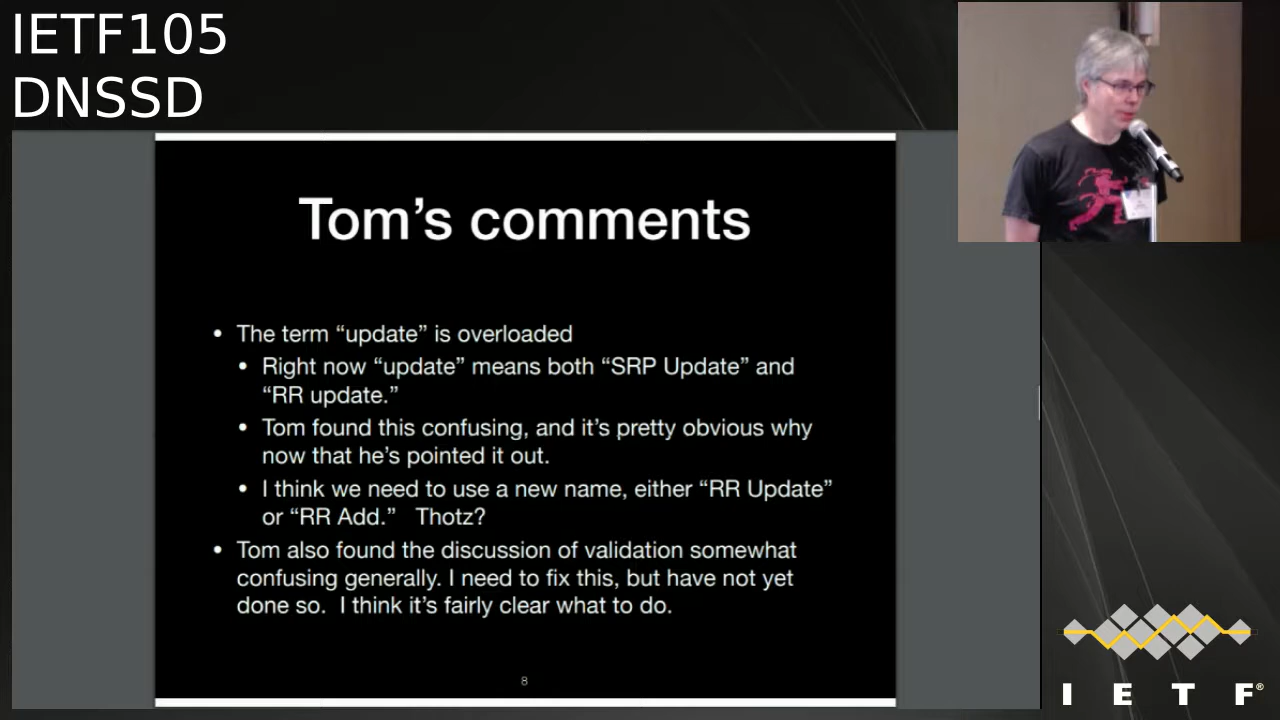 IETF105
DNSSD
Tom’s comments
• The term “update” is overloaded
• Right now “update” means both “SRP Update” and
“RR update.”
• Tom found this confusing, and it’s pretty obvious why
now that he’s pointed it out.
• I think we need to use a new name, either “RR Update”
or “RR Add.” Thotz?
• Tom also found the discussion of validation somewhat
confusing generally. I need to fix this, but have not yet
done so. I think it’s fairly clear what to do.
8
I E T F®